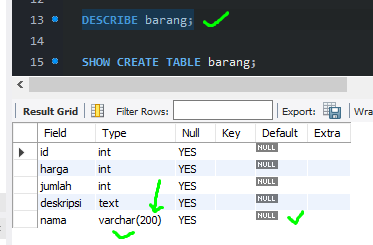 12
13 DESCRIBE barang;
14
15 SHOW CREATE TABLE barang;
Result Grid Filter Rows: Export: Wra
Field Type Null Key Default Extra
id int YES NULL
harga int YES NULL
jumlah int YES NULL
deskripsi text YES NULL
nama varchar(200) YES NULL